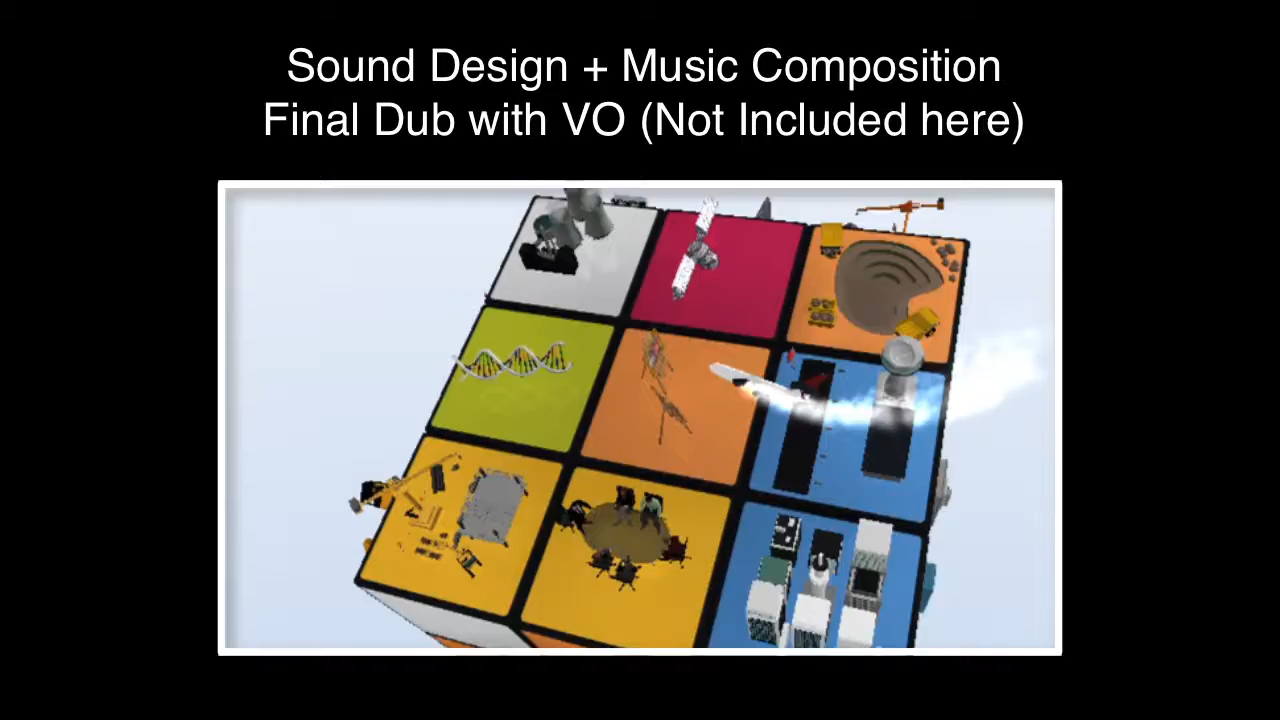 Sound Design + Music Composition
Final Dub with VO (Not Included here)